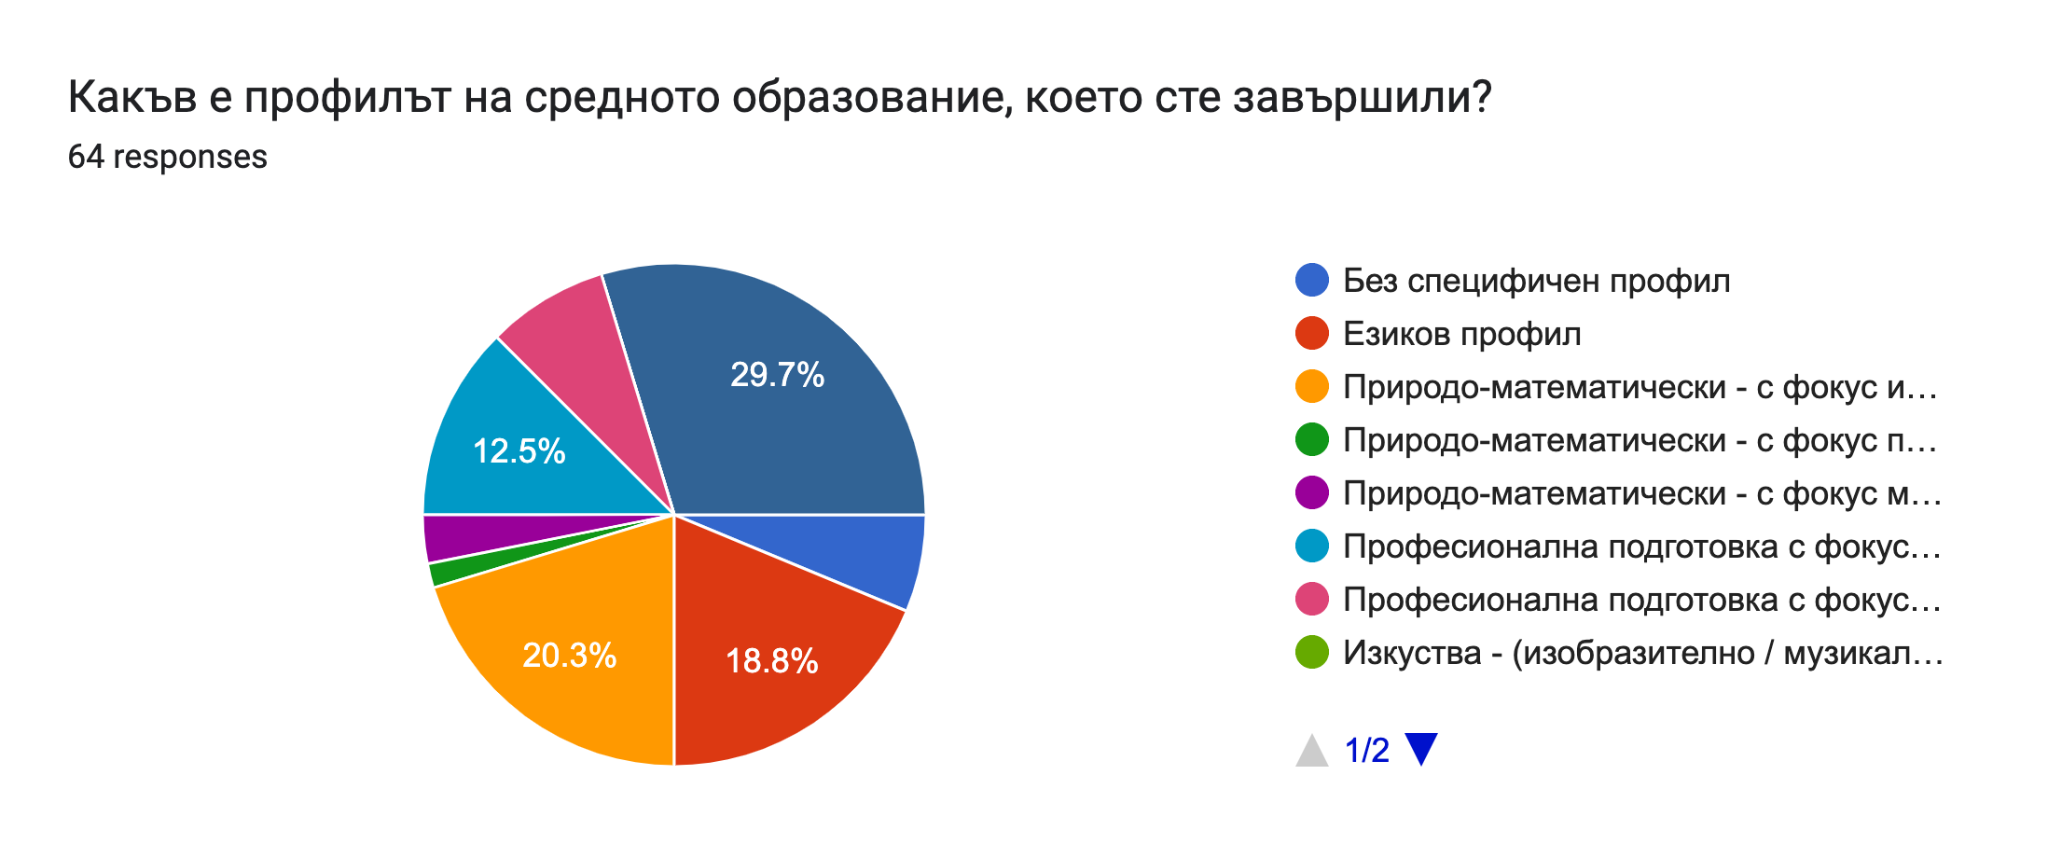 Какъв е профилът на средното образование, което сте завършили?
64 responses
29.7%
12.5%
20.3%
18.8%
Без специфичен профил
Езиков профил
Природо-математически - с фокус и…
Природо-математически - с фокус п…
Природо-математически - с фокус м…
Професионална подготовка с фокус…
Професионална подготовка с фокус…
Изкуства - (изобразително / музикал…
1/2